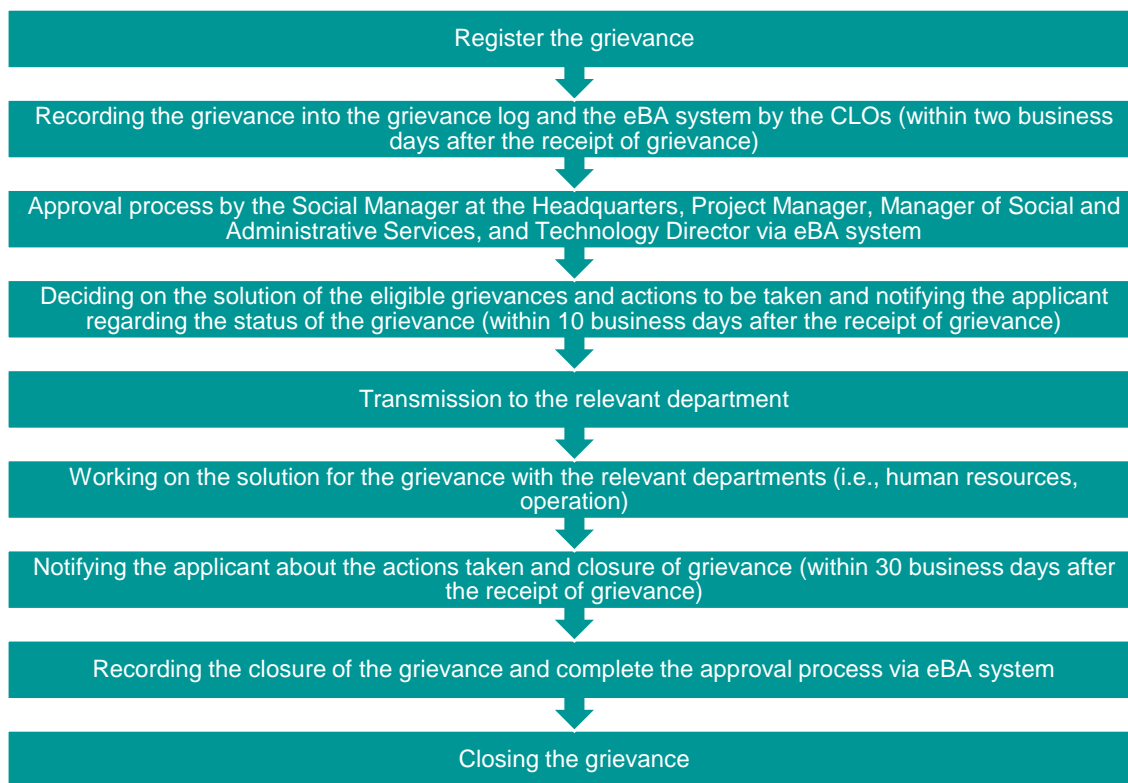 Register the grievance
Recording the grievance into the grievance log and the eBA system by the CLOs (within two business
days after the receipt of grievance)
Approval process by the Social Manager at the Headquarters, Project Manager, Manager of Social and
Administrative Services, and Technology Director via eBA system
Deciding on the solution of the eligible grievances and actions to be taken and notifying the applicant
regarding the status of the grievance (within 10 business days after the receipt of grievance)
Transmission to the relevant department
Working on the solution for the grievance with the relevant departments (i.e., human resources,
operation)
Notifying the applicant about the actions taken and closure of grievance (within 30 business days after
the receipt of grievance)
Recording the closure of the grievance and complete the approval process via eBA system
Closing the grievance